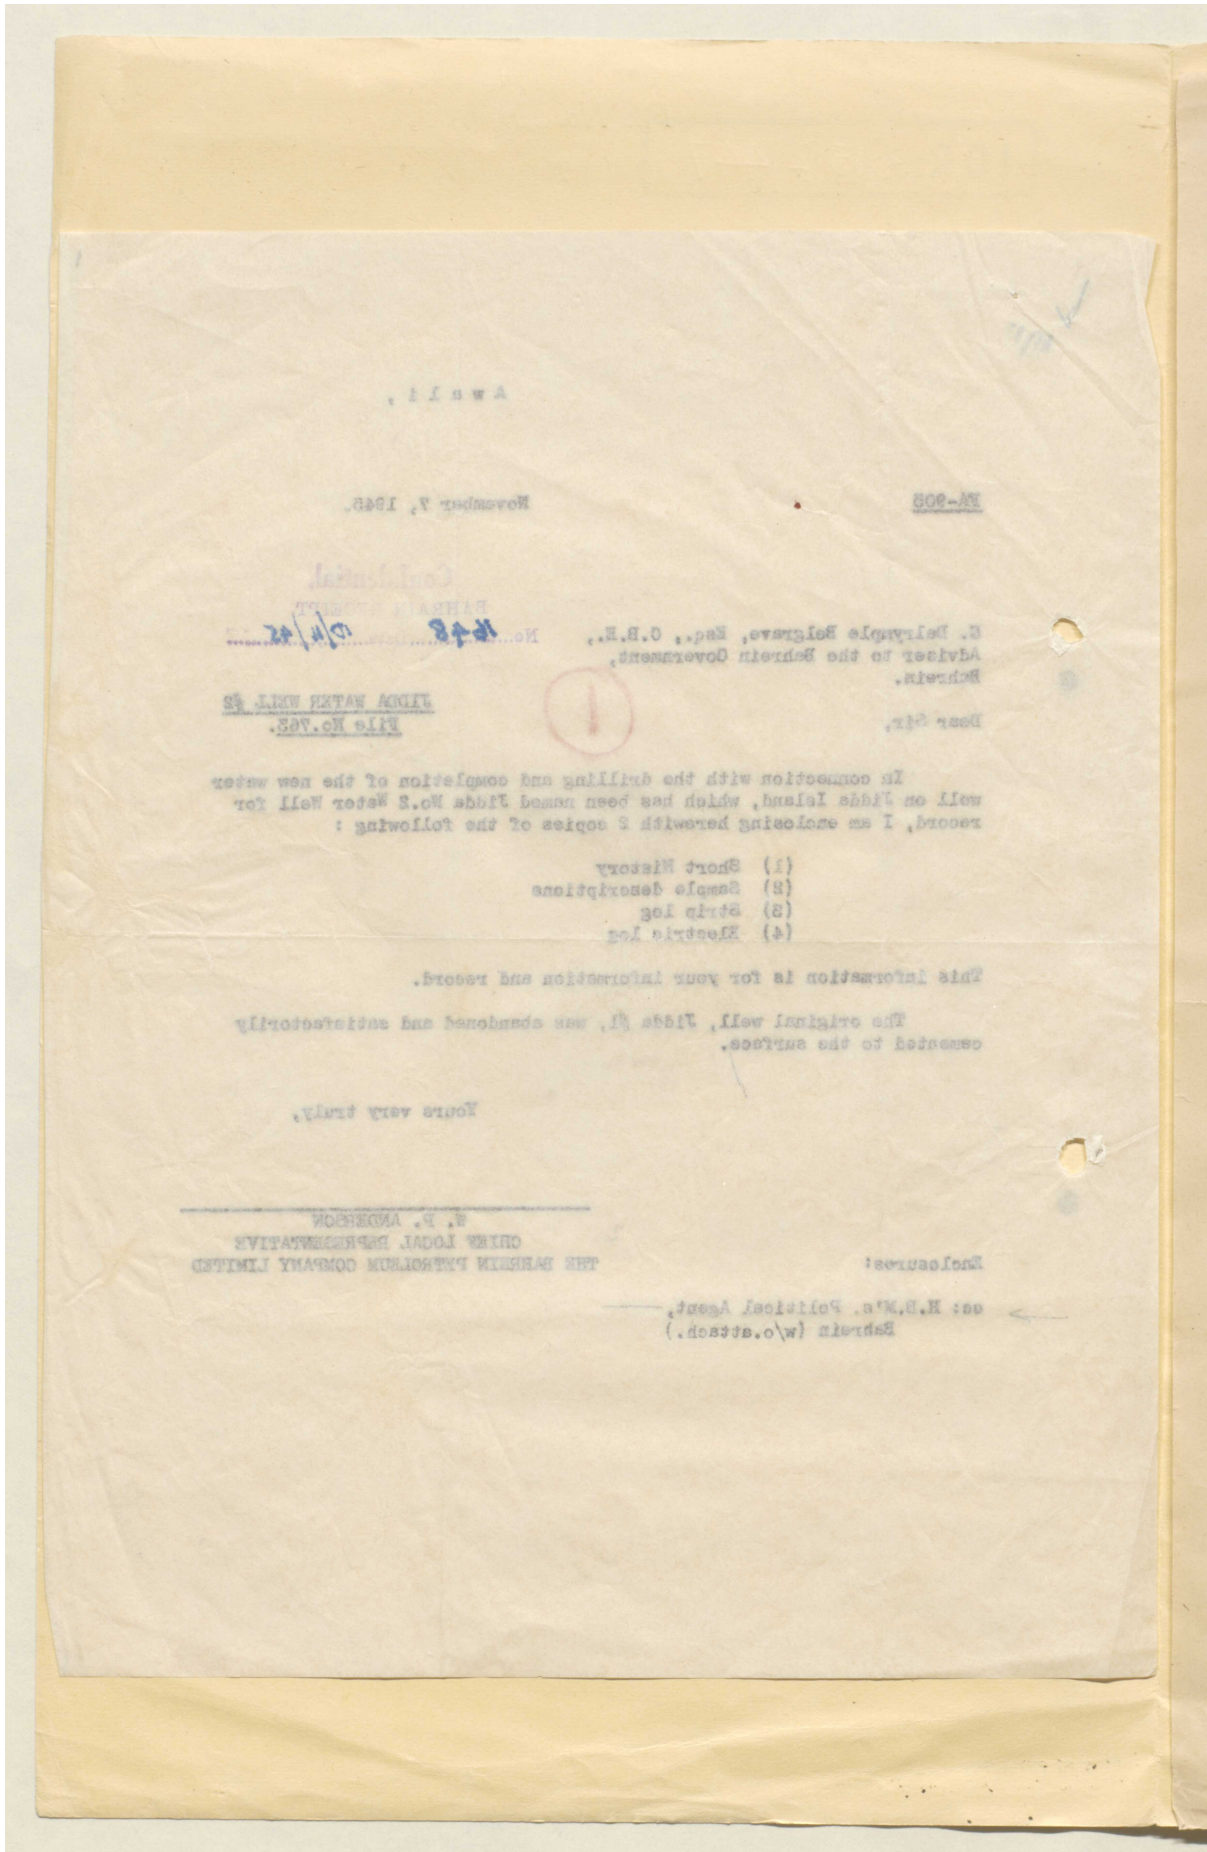 Awali,
PA-905
November 7, 1945.
Confidential.
BAHRAIN RECEIPT
No. 1648 Date 10/11/45
C. Dalrymple Belgrave, Esq., C.B.E.,
Adviser to the Bahrein Government,
Bahrein.
JIDDA WATER WELL #2
File No.763.
1
Dear Sir,
In connection with the drilling and completion of the new water
well on Jidda Island, which has been named Jidda No.2 Water Well for
record, I am enclosing herewith 2 copies of the following :
(1) Short History
(2) Sample descriptions
(3) Strip log
(4) Electric log
This information is for your information and record.
The original well, Jidda #1, was abandoned and satisfactorily
cemented to the surface.
Yours very truly,
W. P. ANDERSON
CHIEF LOCAL REPRESENTATIVE
THE BAHREIN PETROLEUM COMPANY LIMITED
Enclosures:
cc: H.B.M's. Political Agent,
Bahrein (w/o.attach.)